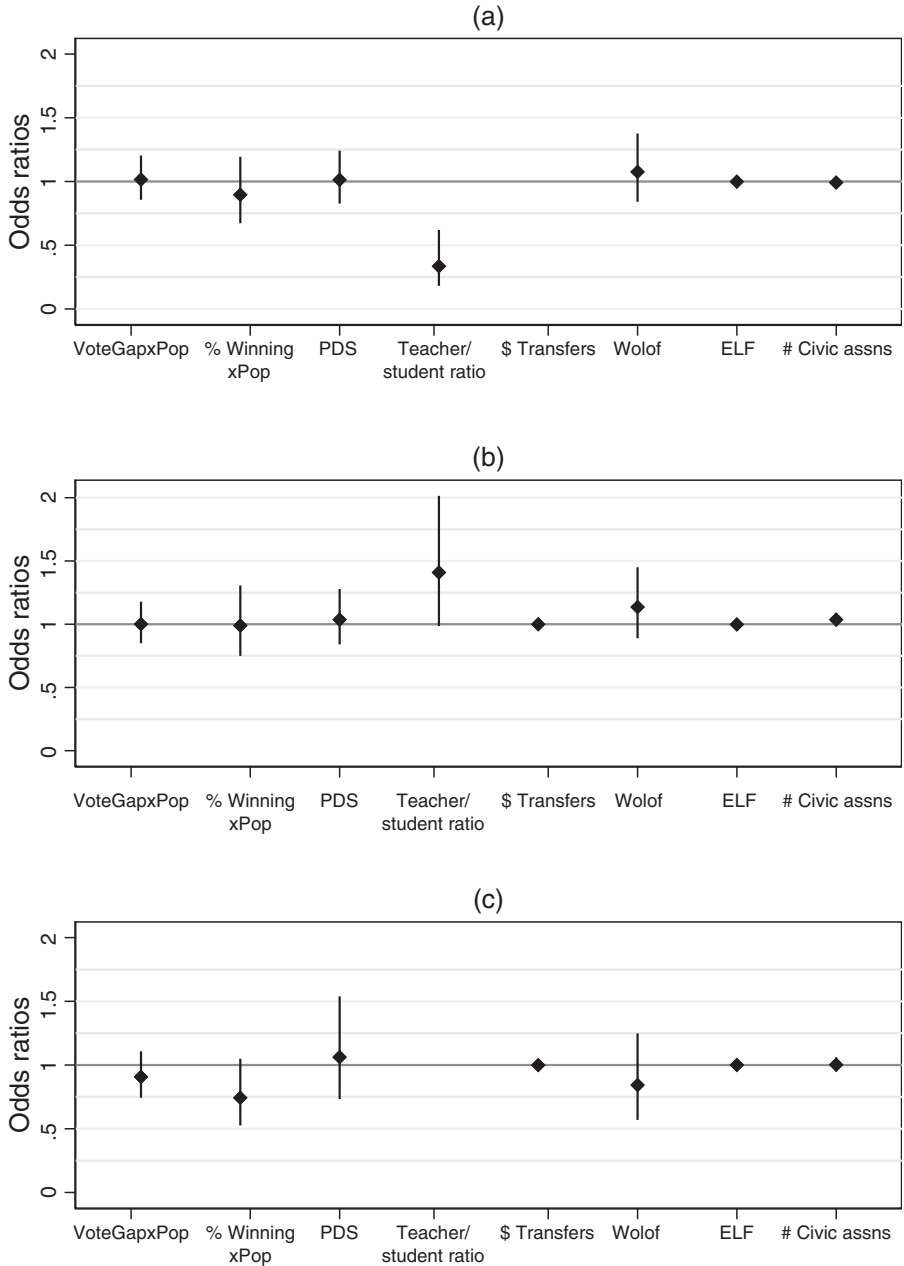 (a)
Odds ratios
2
1.5
1
.5
0
VoteGapxPop % Winning xPop PDS Teacher/ student ratio $ Transfers Wolof ELF # Civic assns
(b)
Odds ratios
2
1.5
1
.5
0
VoteGapxPop % Winning xPop PDS Teacher/ student ratio $ Transfers Wolof ELF # Civic assns
(c)
Odds ratios
2
1.5
1
.5
0
VoteGapxPop % Winning xPop PDS Teacher/ student ratio $ Transfers Wolof ELF # Civic assns